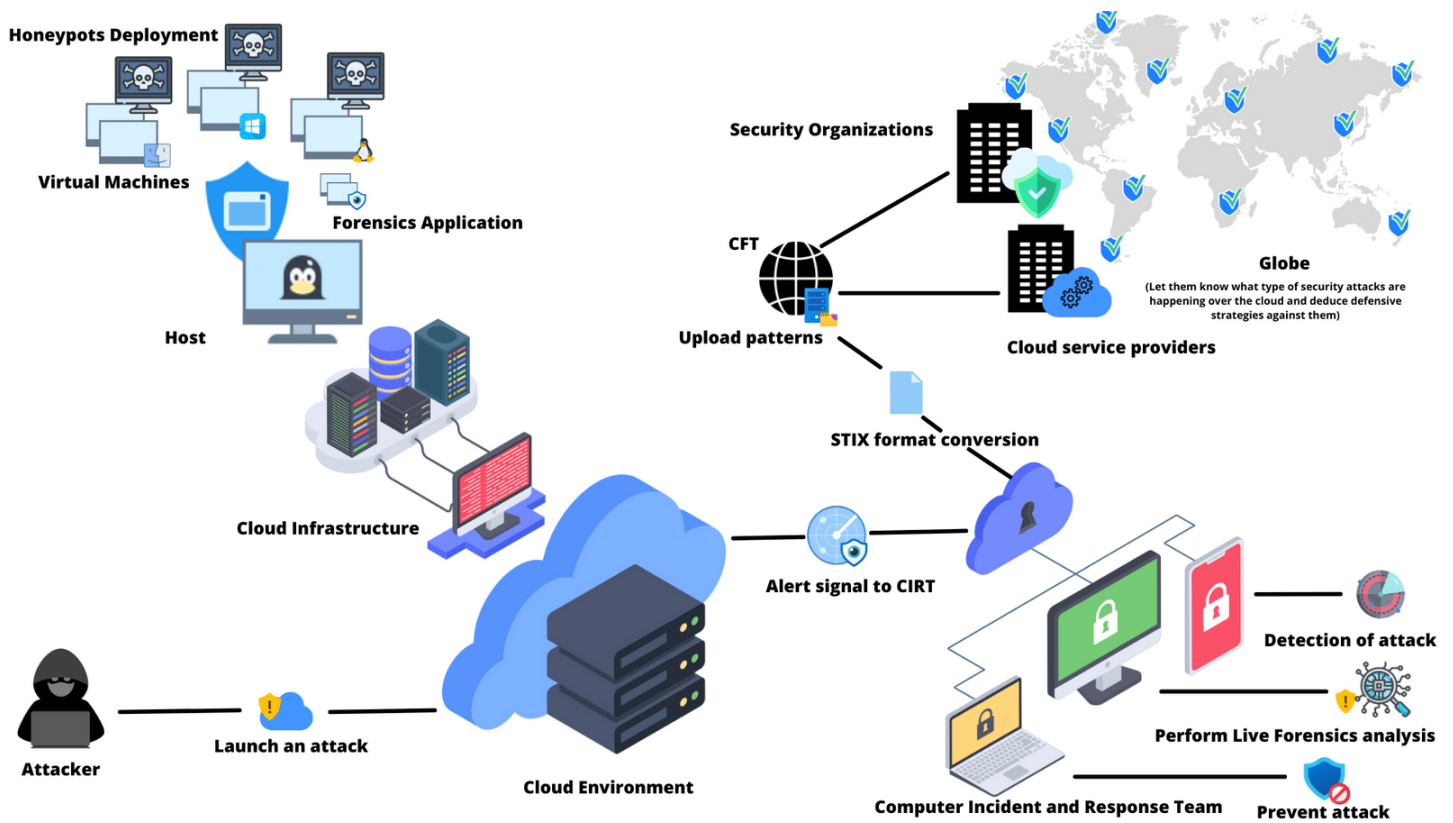 Honeypots Deployment
Virtual Machines
Forensics Application
Host
Cloud Infrastructure
Attacker
Launch an attack
Cloud Environment
Alert signal to CIRT
Security Organizations
CFT
Upload patterns
Cloud service providers
Globe
(Let them know what type of security attacks are
happening over the cloud and deduce defensive
strategies against them)
STIX format conversion
Computer Incident and Response Team
Detection of attack
Perform Live Forensics analysis
Prevent attack